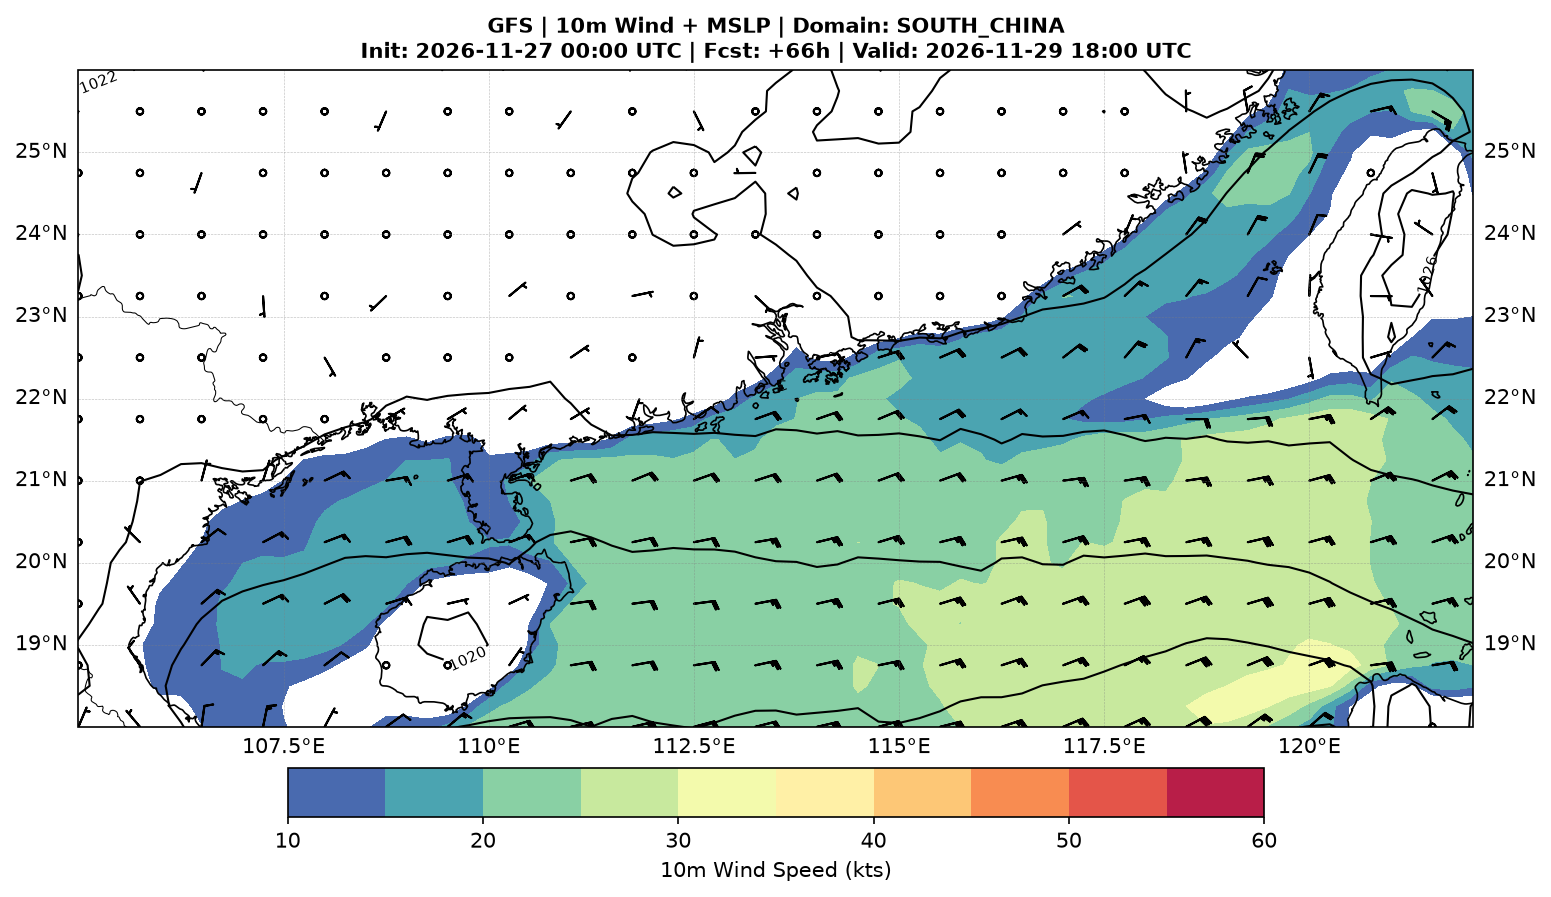 GFS | 10m Wind + MSLP | Domain: SOUTH_CHINA
Init: 2026-11-27 00:00 UTC | Fcst: +66h | Valid: 2026-11-29 18:00 UTC
1022
25°N 25°N
24°N 24°N
1026
23°N 23°N
22°N 22°N
21°N 21°N
20°N 20°N
19°N 19°N
1020
107.5°E 110°E 112.5°E 115°E 117.5°E 120°E
10 20 30 40 50 60
10m Wind Speed (kts)